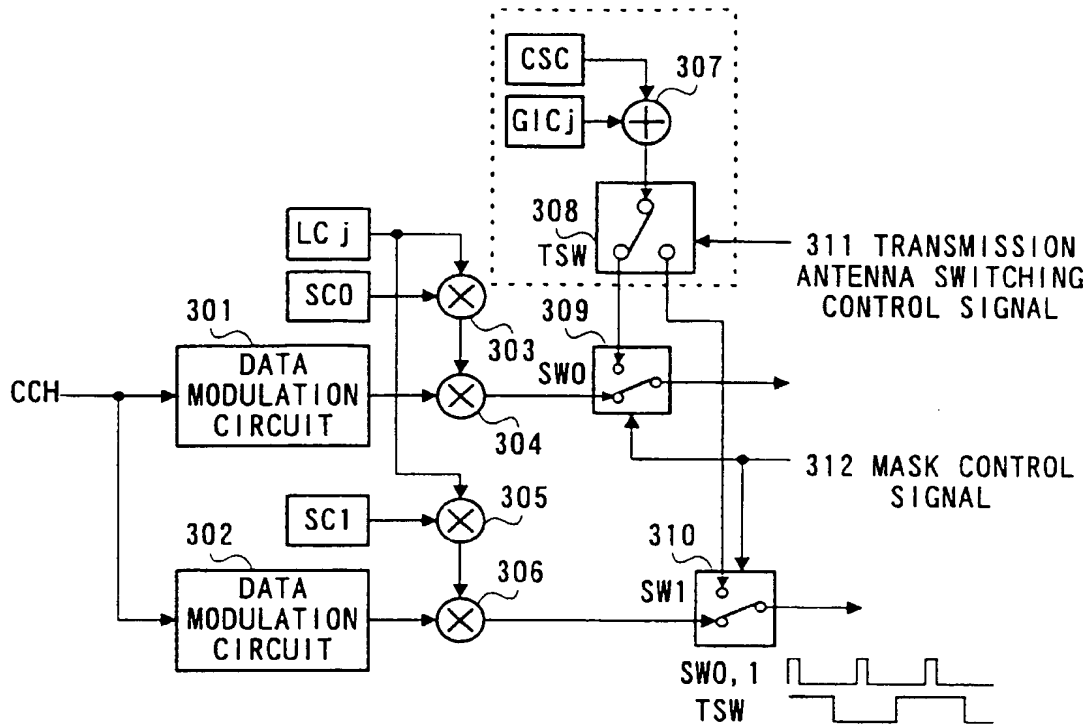 CSC
307
GICj
LCj
308
TSW
311 TRANSMISSION
ANTENNA SWITCHING
CONTROL SIGNAL
SC0
301
303
309
CCH
DATA
MODULATION
CIRCUIT
304
SW0
312 MASK CONTROL
SIGNAL
SC1
305
302
310
DATA
MODULATION
CIRCUIT
306
SW1
SW0,1
TSW